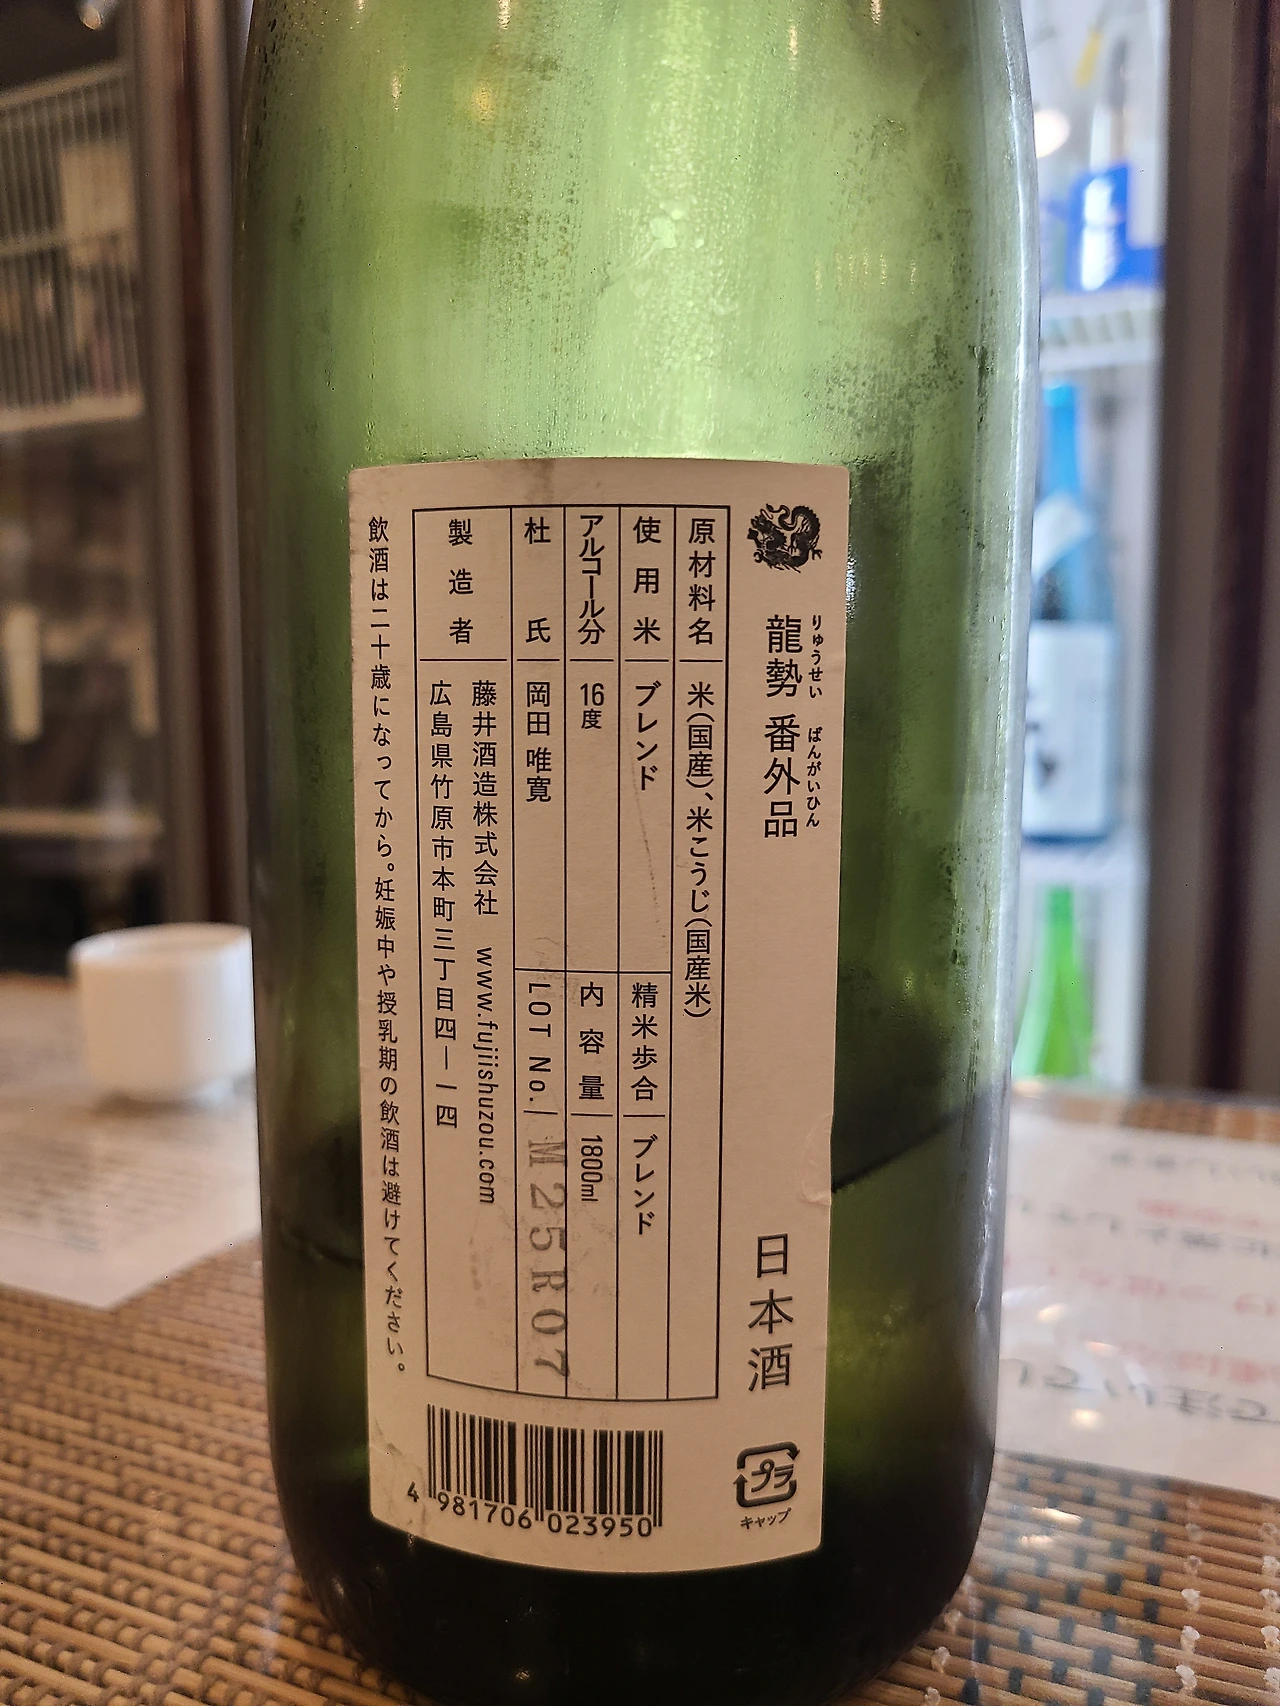 龍勢 番外品
りゅうせい ばんがいひん
日本酒
原材料名 米(国産)、米こうじ(国産米)
使用米 ブレンド 精米歩合 ブレンド
アルコール分 16度 内容量 1800ml
杜氏 岡田 唯寛 LOT No. M25R07
製造者 藤井酒造株式会社 www.fujiishuzou.com
広島県竹原市本町三丁目四―一四
飲酒は二十歳になってから。妊娠中や授乳期の飲酒は避けてください。
4 981706 023950
プラ
キャップ